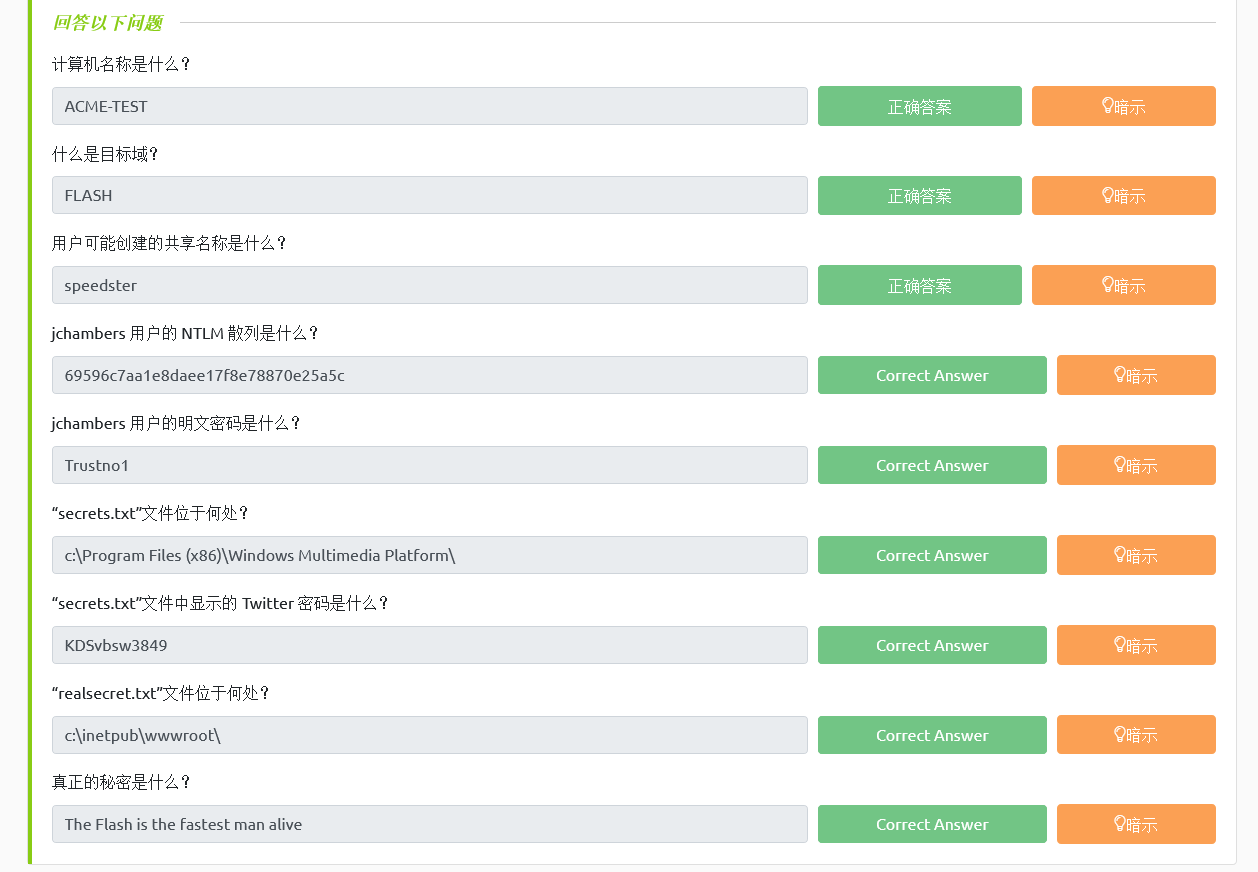 回答以下问题
计算机名称是什么？
ACME-TEST 正确答案 暗示
什么是目标域？
FLASH 正确答案 暗示
用户可能创建的共享名称是什么？
speedster 正确答案 暗示
jchambers 用户的 NTLM 散列是什么？
69596c7aa1e8daee17f8e78870e25a5c Correct Answer 暗示
jchambers 用户的明文密码是什么？
Trustno1 Correct Answer 暗示
“secrets.txt”文件位于何处？
c:\Program Files (x86)\Windows Multimedia Platform\ Correct Answer 暗示
“secrets.txt”文件中显示的 Twitter 密码是什么？
KDSvbsw3849 Correct Answer 暗示
“realsecret.txt”文件位于何处？
c:\inetpub\wwwroot\ Correct Answer 暗示
真正的秘密是什么？
The Flash is the fastest man alive Correct Answer 暗示